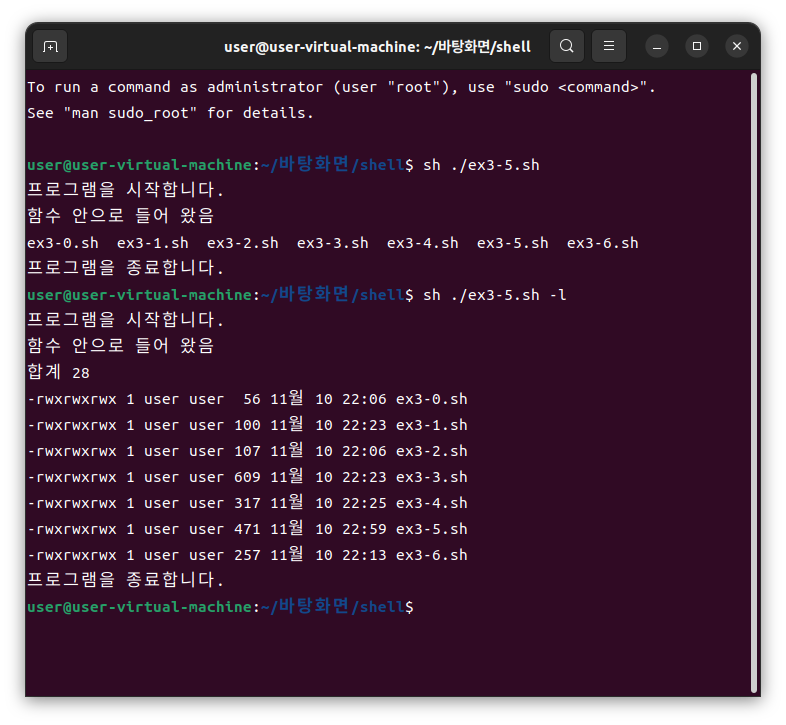 user@user-virtual-machine: ~/바탕화면/shell
To run a command as administrator (user "root"), use "sudo <command>".
See "man sudo_root" for details.
user@user-virtual-machine:~/바탕화면/shell$ sh ./ex3-5.sh
프로그램을 시작합니다.
함수 안으로 들어 왔음
ex3-0.sh  ex3-1.sh  ex3-2.sh  ex3-3.sh  ex3-4.sh  ex3-5.sh  ex3-6.sh
프로그램을 종료합니다.
user@user-virtual-machine:~/바탕화면/shell$ sh ./ex3-5.sh -l
프로그램을 시작합니다.
함수 안으로 들어 왔음
합계 28
-rwxrwxrwx 1 user user  56 11월 10 22:06 ex3-0.sh
-rwxrwxrwx 1 user user 100 11월 10 22:23 ex3-1.sh
-rwxrwxrwx 1 user user 107 11월 10 22:06 ex3-2.sh
-rwxrwxrwx 1 user user 609 11월 10 22:23 ex3-3.sh
-rwxrwxrwx 1 user user 317 11월 10 22:25 ex3-4.sh
-rwxrwxrwx 1 user user 471 11월 10 22:59 ex3-5.sh
-rwxrwxrwx 1 user user 257 11월 10 22:13 ex3-6.sh
프로그램을 종료합니다.
user@user-virtual-machine:~/바탕화면/shell$